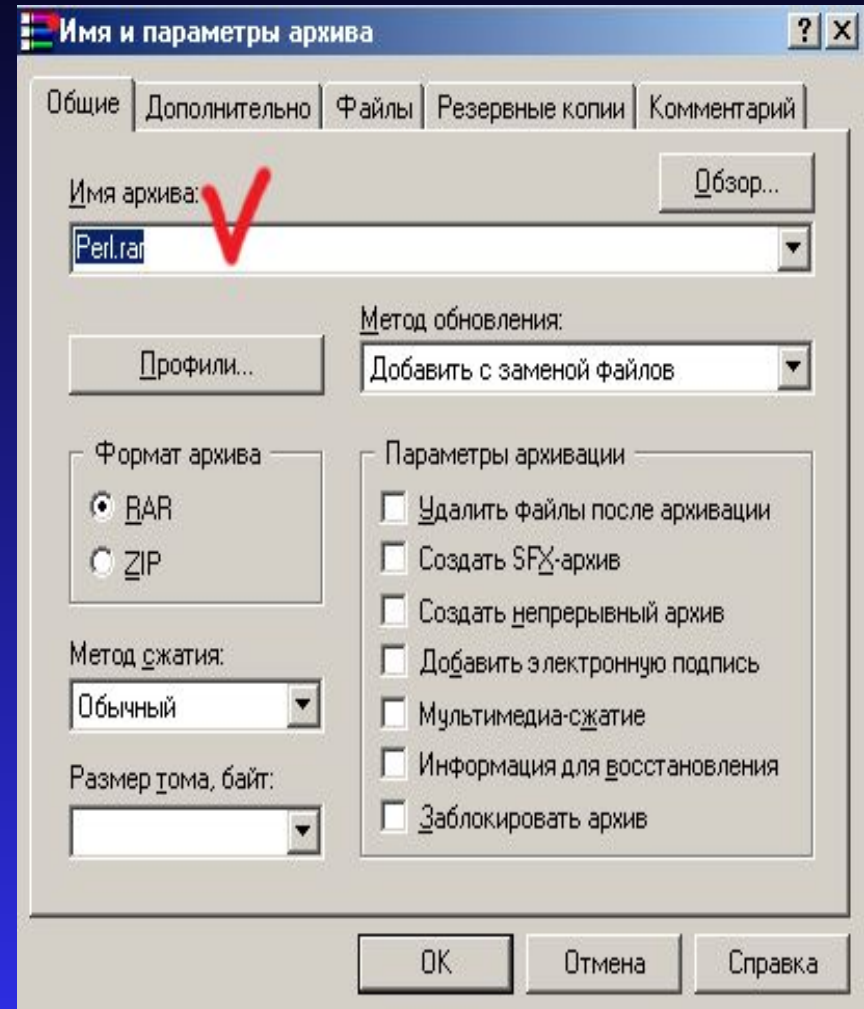 Имя и параметры архива
Общие Дополнительно Файлы Резервные копии Комментарий
Имя архива:
Обзор...
Perl.rar
Метод обновления:
Профили...
Добавить с заменой файлов
Формат архива
RAR
ZIP
Метод сжатия:
Обычный
Размер тома, байт:
Параметры архивации
Удалить файлы после архивации
Создать SFX-архив
Создать непрерывный архив
Добавить электронную подпись
Мультимедиа-сжатие
Информация для восстановления
Заблокировать архив
OK Отмена Справка